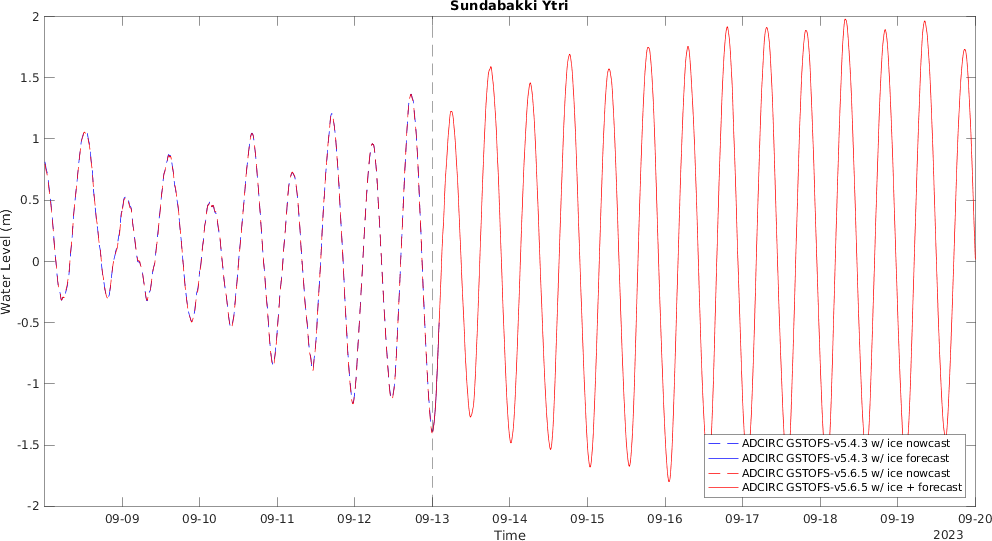 Sundabakki Ytri
2
1.5
1
0.5
0
-0.5
-1
-1.5
-2
Water Level (m)
ADCIRC GSTOFS-v5.4.3 w/ ice nowcast
ADCIRC GSTOFS-v5.4.3 w/ ice forecast
ADCIRC GSTOFS-v5.6.5 w/ ice nowcast
ADCIRC GSTOFS-v5.6.5 w/ ice + forecast
09-09 09-10 09-11 09-12 09-13 09-14 09-15 09-16 09-17 09-18 09-19 09-20
Time
2023